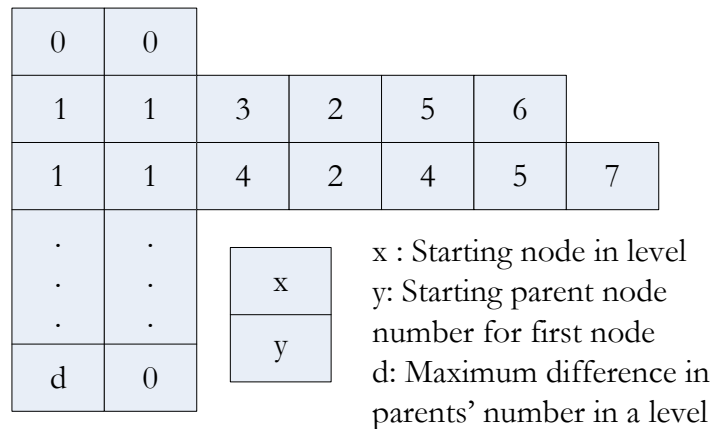 0 0
1 1 3 2 5 6
1 1 4 2 4 5 7
. .
. .
. .
d 0
x
y
x : Starting node in level
y: Starting parent node
number for first node
d: Maximum difference in
parents’ number in a level